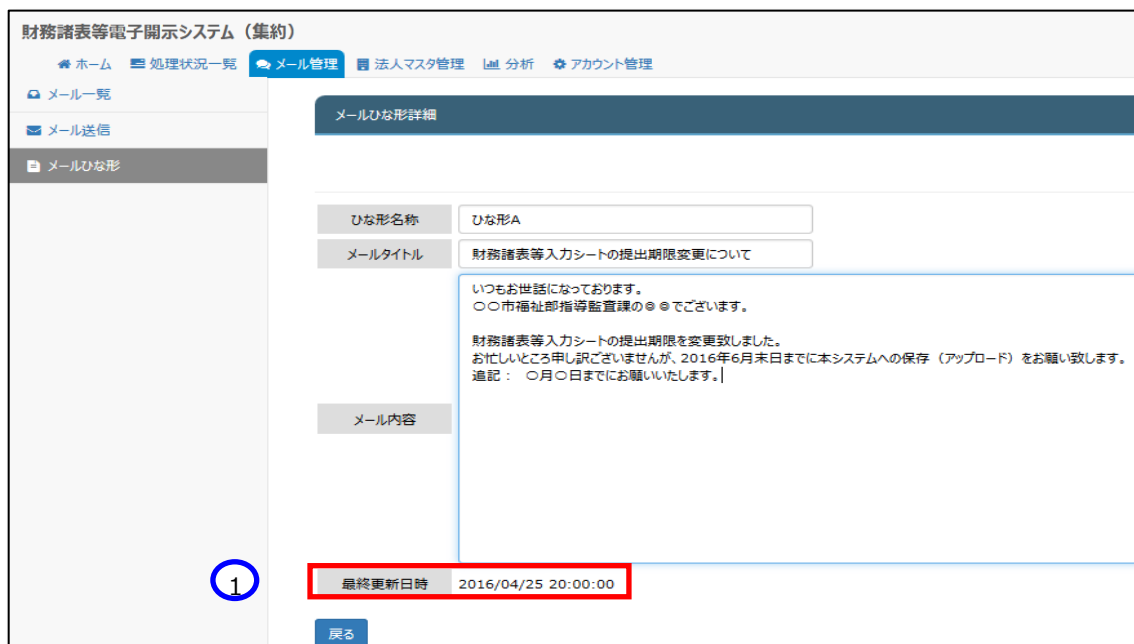 財務諸表等電子開示システム（集約）
ホーム 処理状況一覧 メール管理 法人マスタ管理 分析 アカウント管理
メール一覧
メール送信
メールひな形
メールひな形詳細
ひな形名称 ひな形A
メールタイトル 財務諸表等入力シートの提出期限変更について
メール内容
いつもお世話になっております。
〇〇市福祉部指導監査課の◎◎でございます。
財務諸表等入力シートの提出期限を変更致しました。
お忙しいところ申し訳ございませんが、2016年6月末日までに本システムへの保存（アップロード）をお願い致します。
追記： 〇月〇日までにお願いいたします。
1
最終更新日時 2016/04/25 20:00:00
戻る